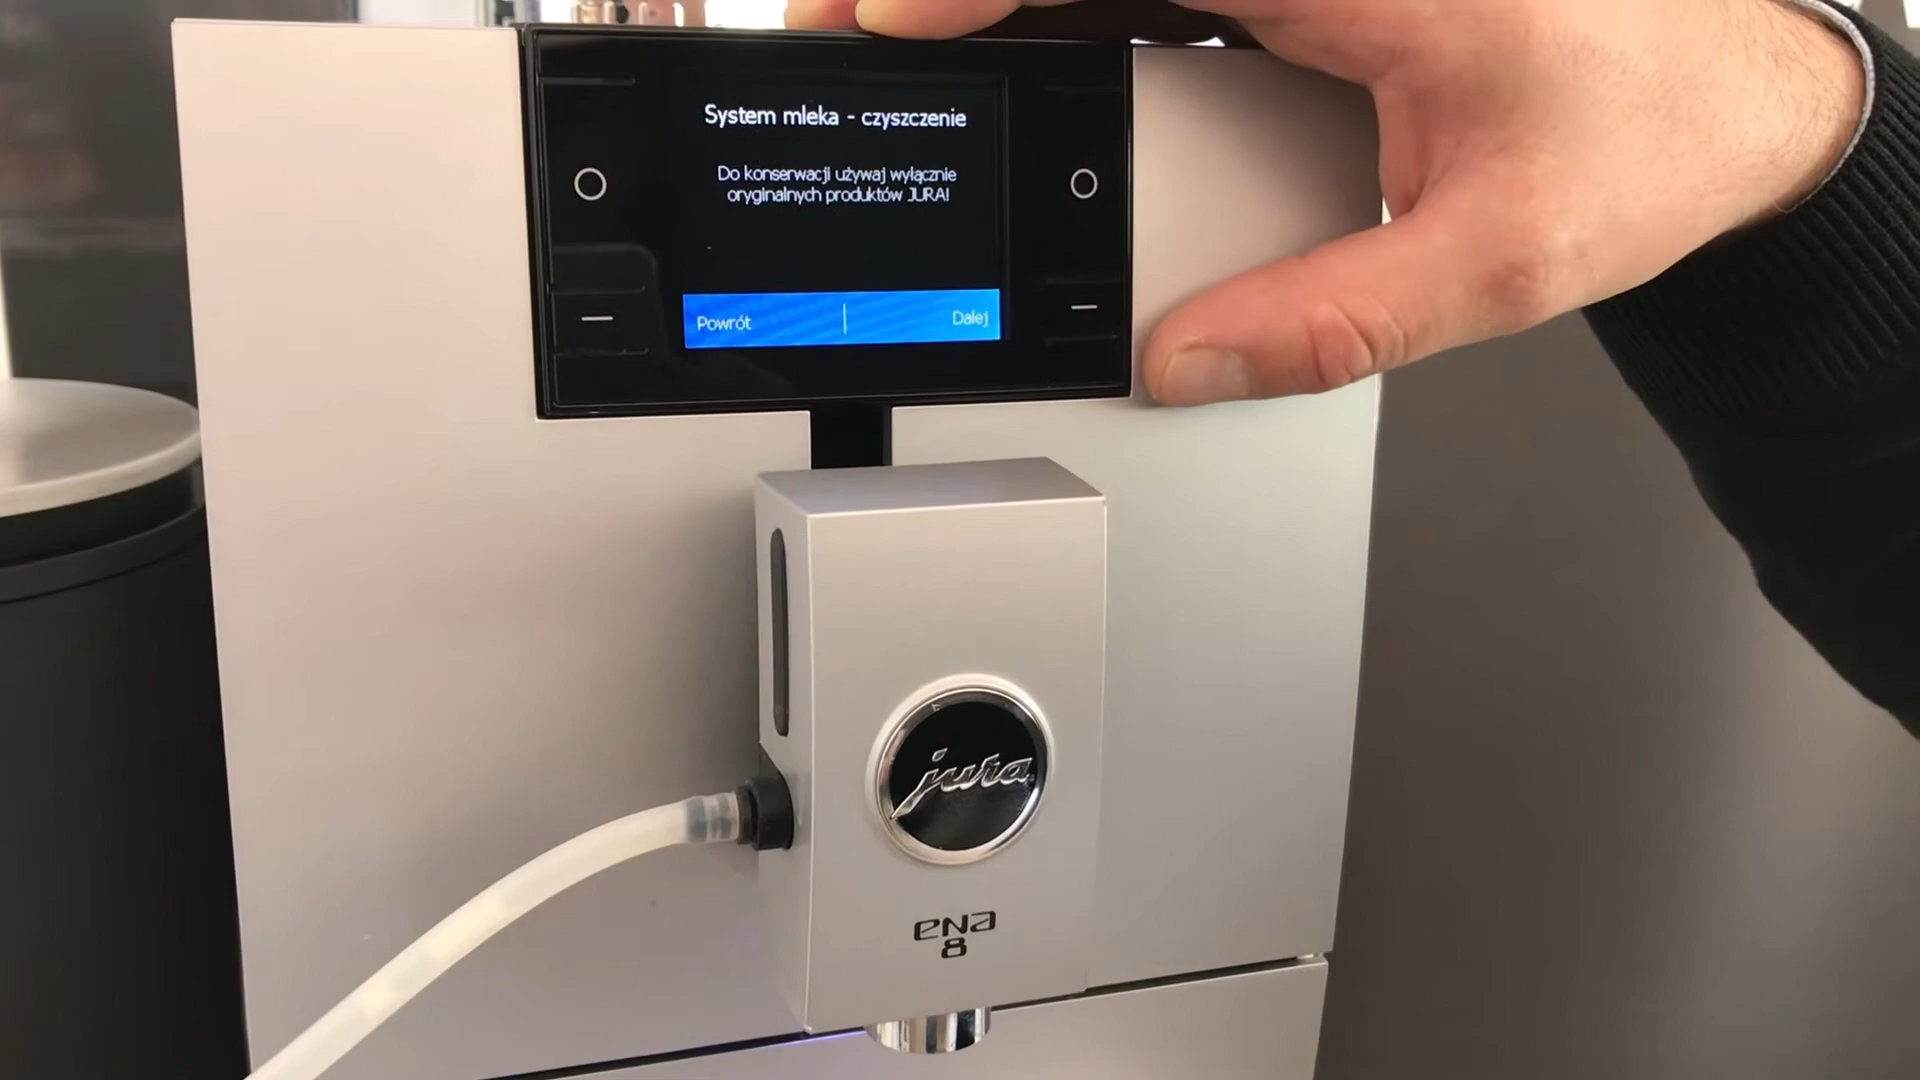 System mleka - czyszczenie
Do konserwacji używaj wyłącznie
oryginalnych produktów JURA!
Powrót | Dalej
jura
ena
8